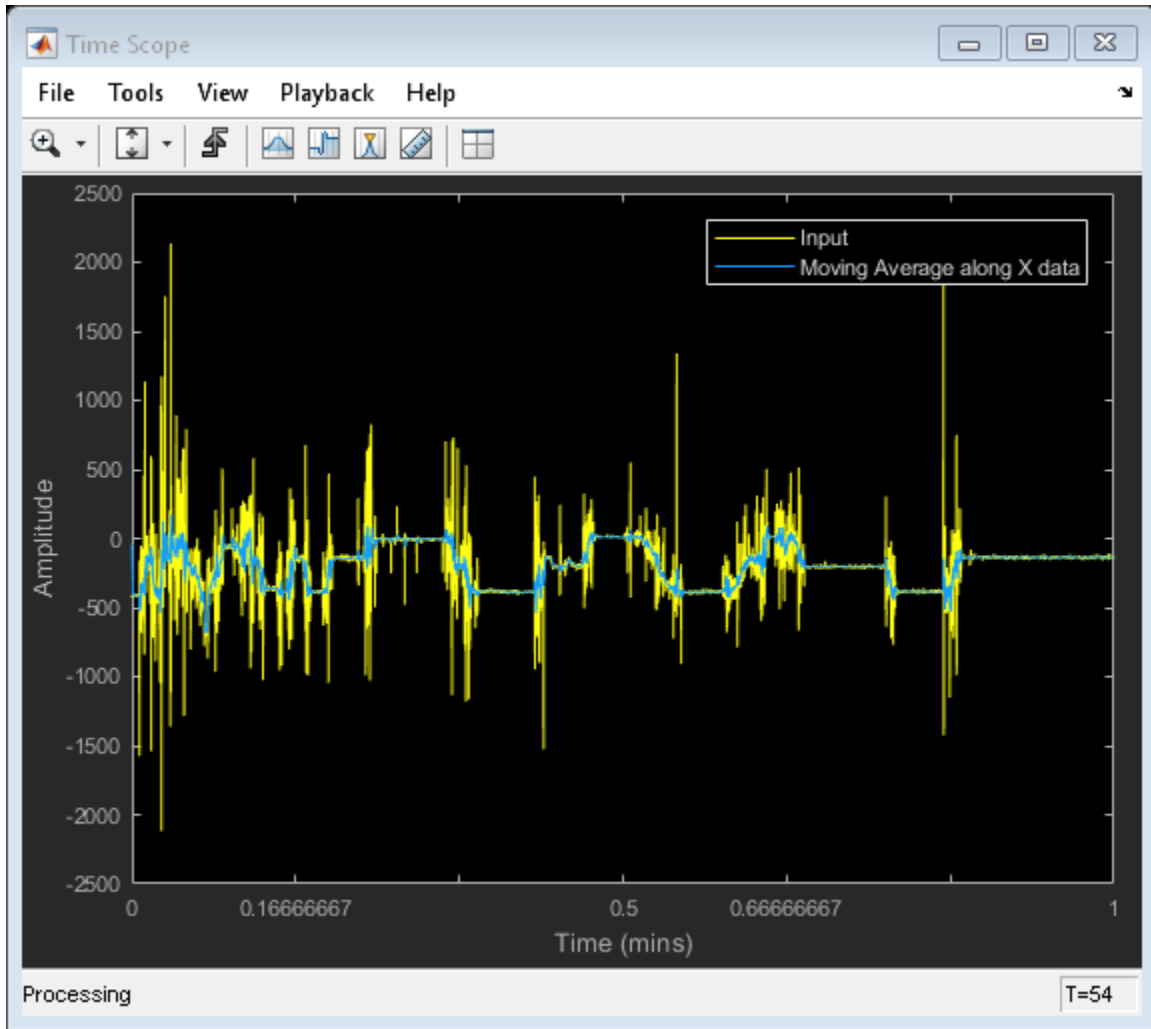 Time Scope
File Tools View Playback Help
2500
2000
1500
1000
500
0
-500
-1000
-1500
-2000
-2500
Amplitude
Input
Moving Average along X data
0 0.16666667 0.5 0.66666667 1
Time (mins)
Processing T=54